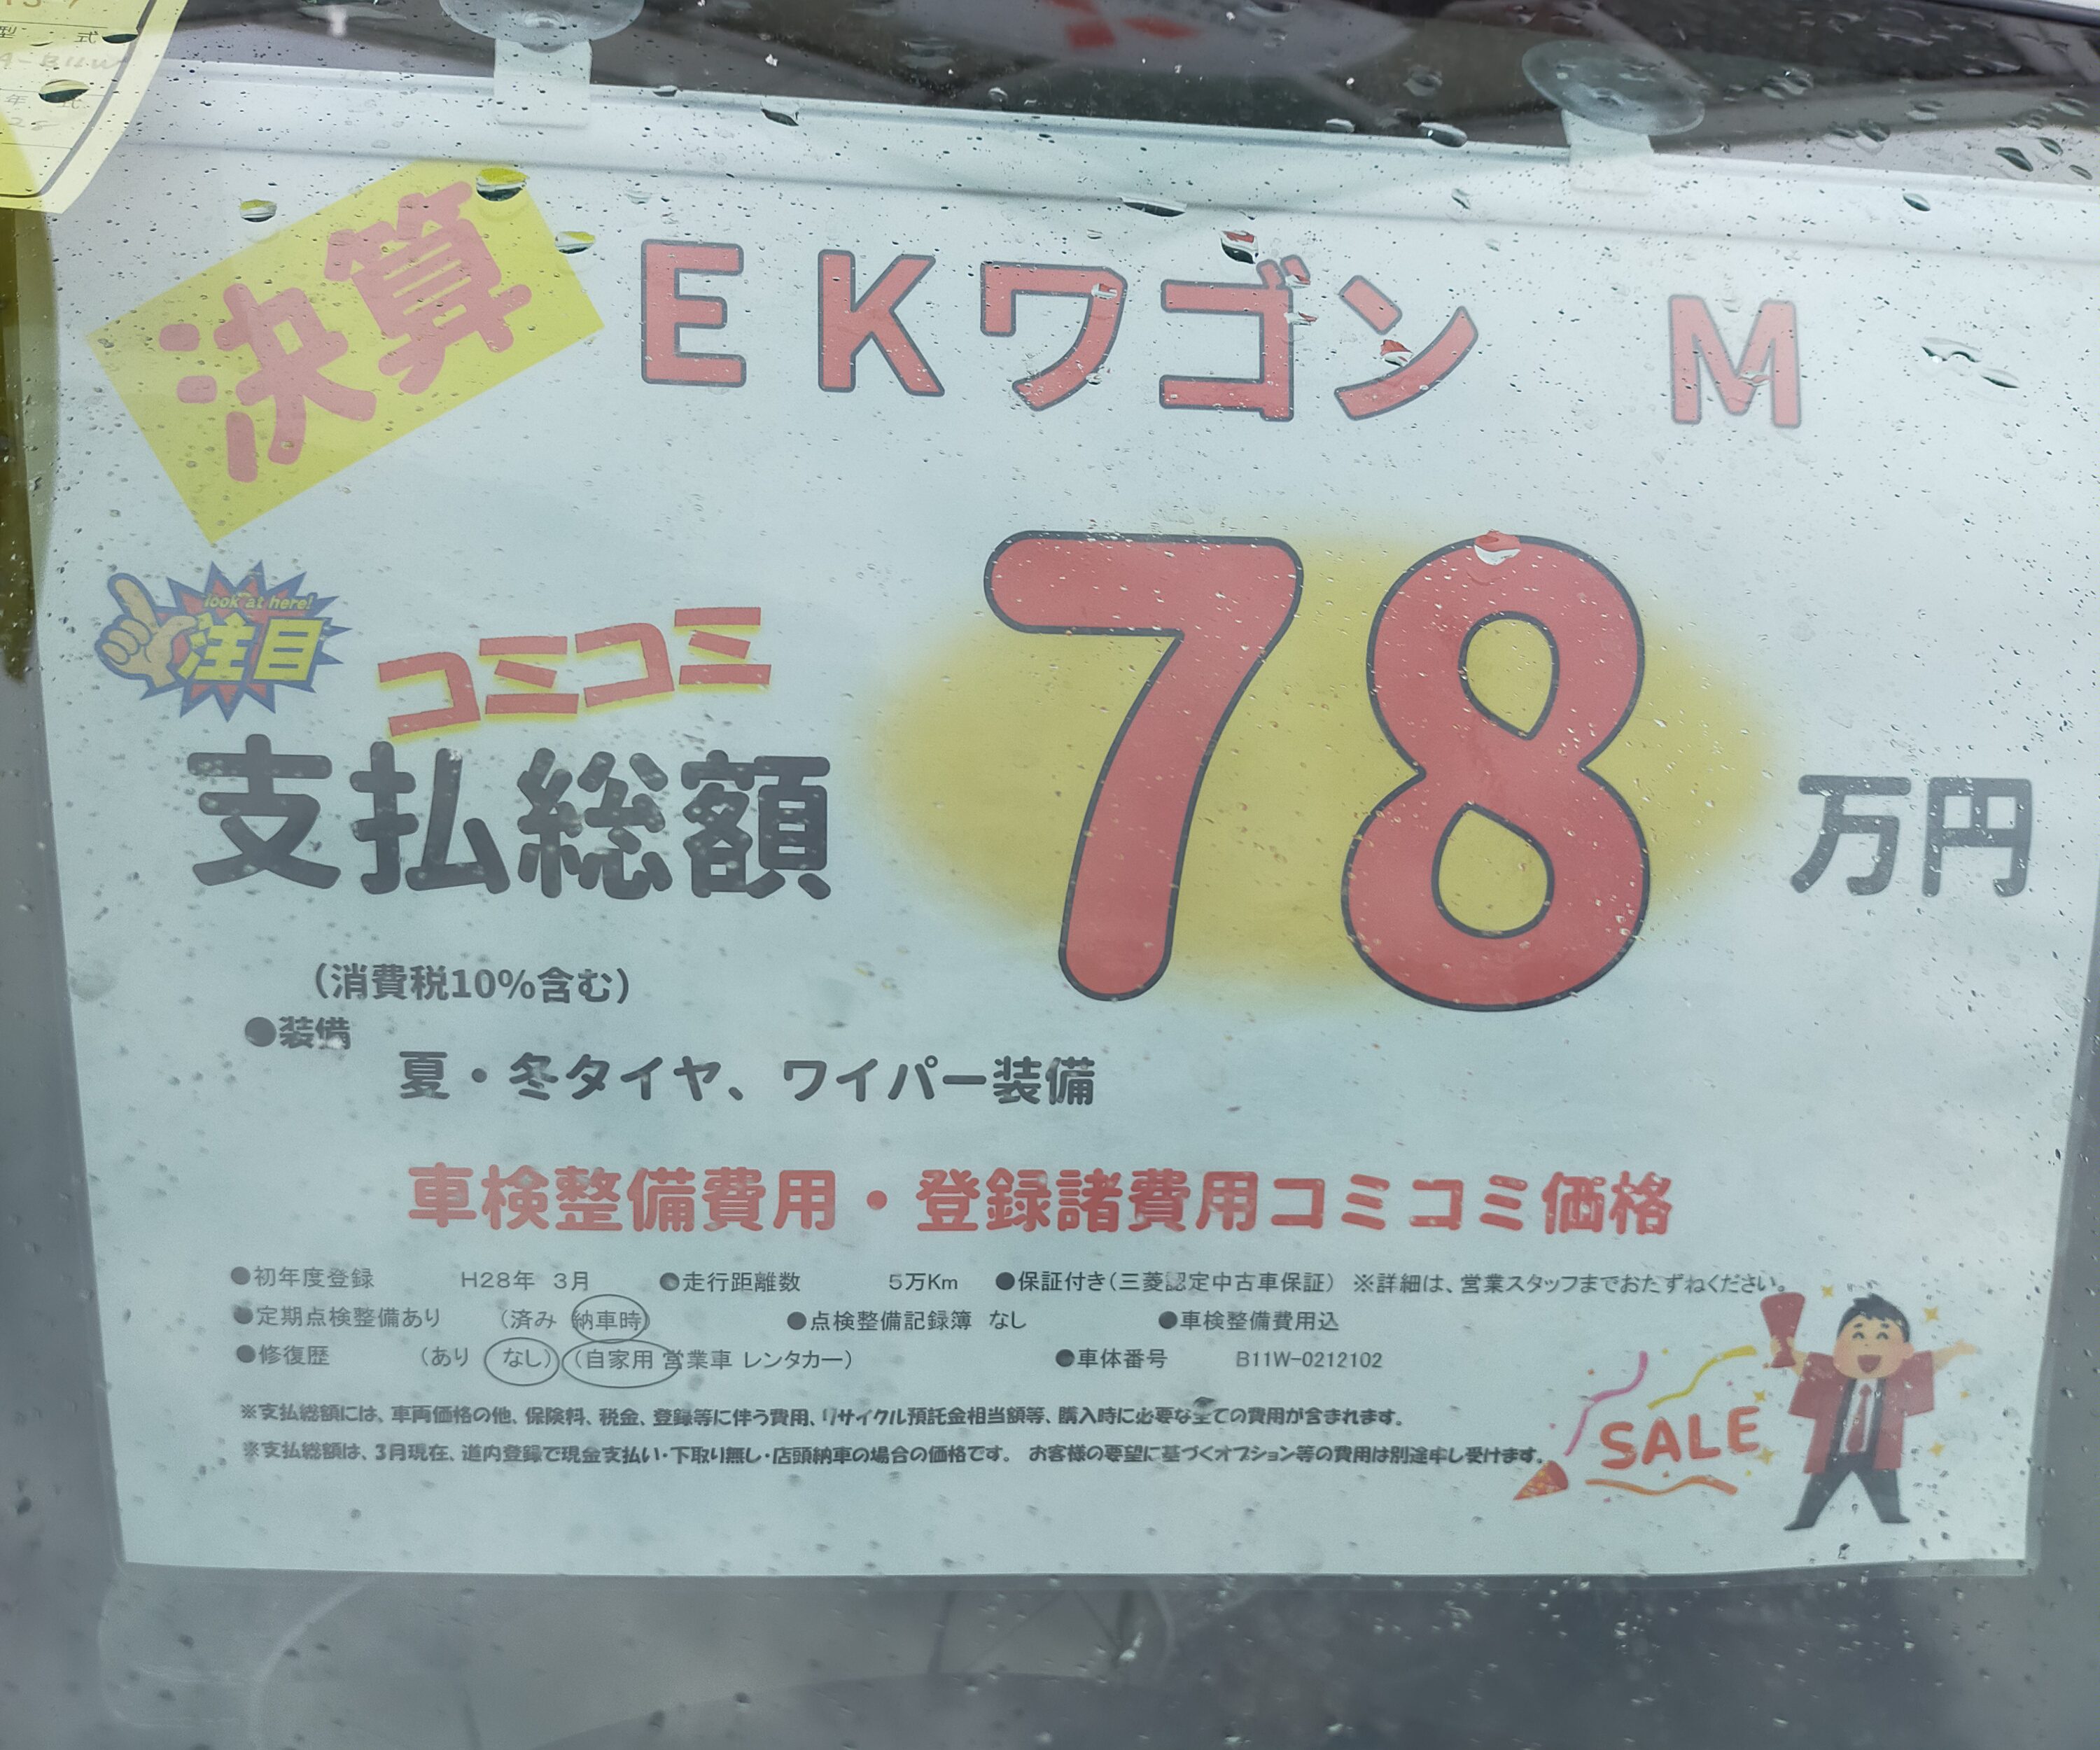 型 式
年 式
28
決算
EKワゴン M
look at here!
注目
コミコミ
支払総額
78万円
（消費税10%含む）
●装備
夏・冬タイヤ、ワイパー装備
車検整備費用・登録諸費用コミコミ価格
●初年度登録 H28年 3月 ●走行距離数 5万Km ●保証付き（三菱認定中古車保証） ※詳細は、営業スタッフまでおたずねください。
●定期点検整備あり （済み 納車時） ●点検整備記録簿 なし ●車検整備費用込
●修復歴 （あり なし） （自家用 営業車 レンタカー） ●車体番号 B11W-0212102
※支払総額には、車両価格の他、保険料、税金、登録等に伴う費用、リサイクル預託金相当額等、購入時に必要な全ての費用が含まれます。
※支払総額は、3月現在、道内登録で現金支払い・下取り無し・店頭納車の場合の価格です。 お客様の要望に基づくオプション等の費用は別途申し受けます。
SALE